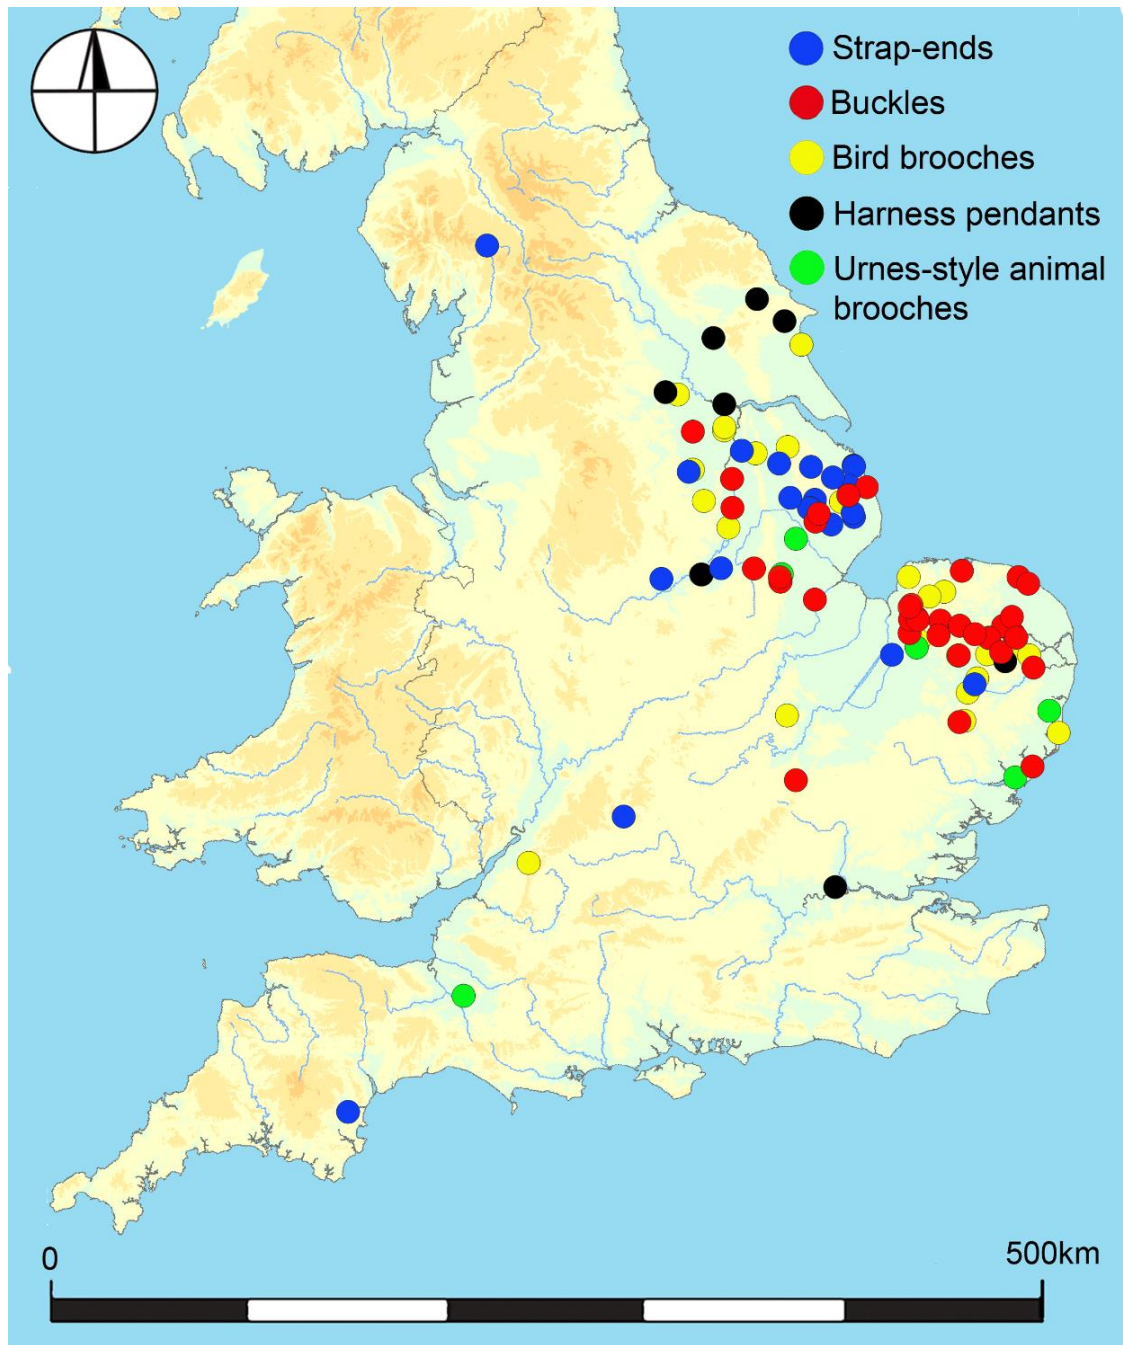 Strap-ends
Buckles
Bird brooches
Harness pendants
Urnes-style animal
brooches
0
500km